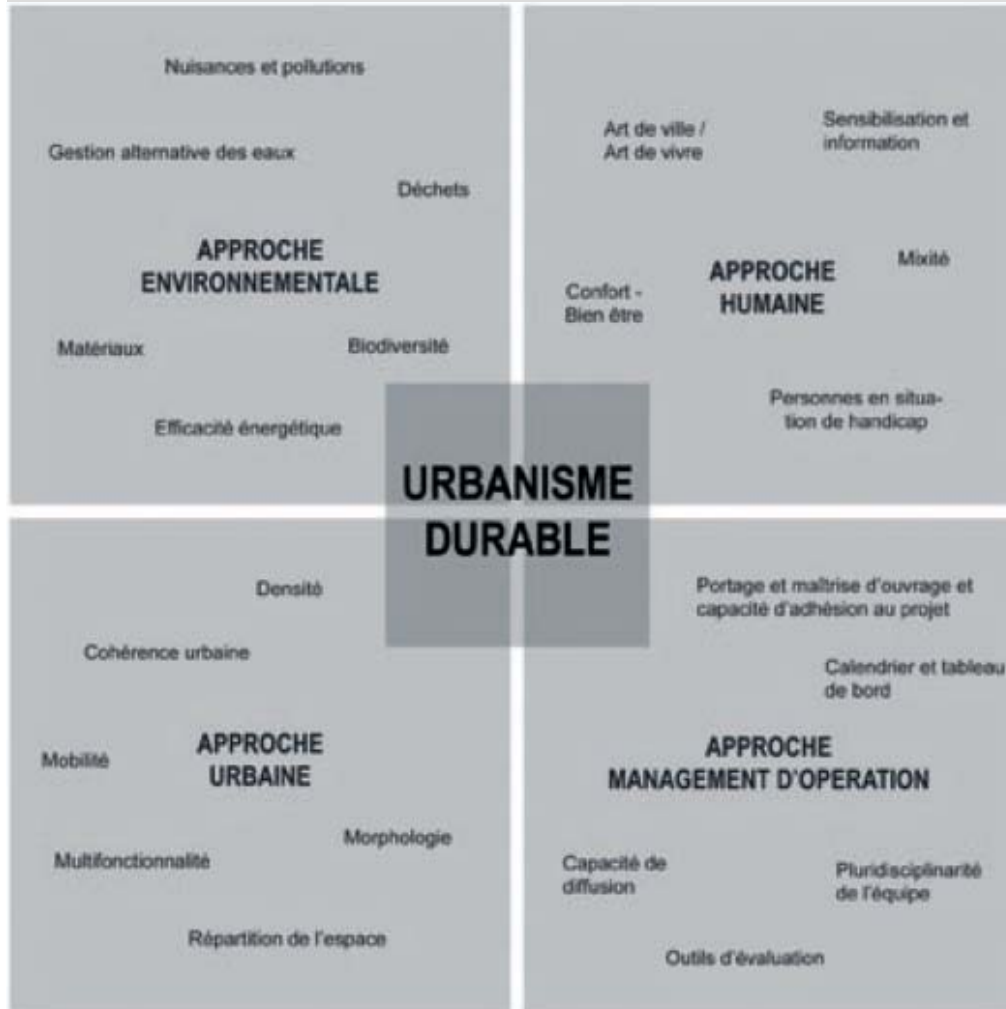 Nuisances et pollutions
Gestion alternative des eaux
Déchets
APPROCHE
ENVIRONNEMENTALE
Matériaux
Biodiversité
Efficacité énergétique
Art de ville /
Art de vivre
Sensibilisation et
information
Mixité
APPROCHE
HUMAINE
Confort -
Bien être
Personnes en situa-
tion de handicap
URBANISME
DURABLE
Densité
Cohérence urbaine
Mobilité
APPROCHE
URBAINE
Morphologie
Multifonctionnalité
Répartition de l'espace
Portage et maîtrise d'ouvrage et
capacité d'adhésion au projet
Calendrier et tableau
de bord
APPROCHE
MANAGEMENT D'OPERATION
Capacité de
diffusion
Pluridisciplinarité
de l'équipe
Outils d'évaluation